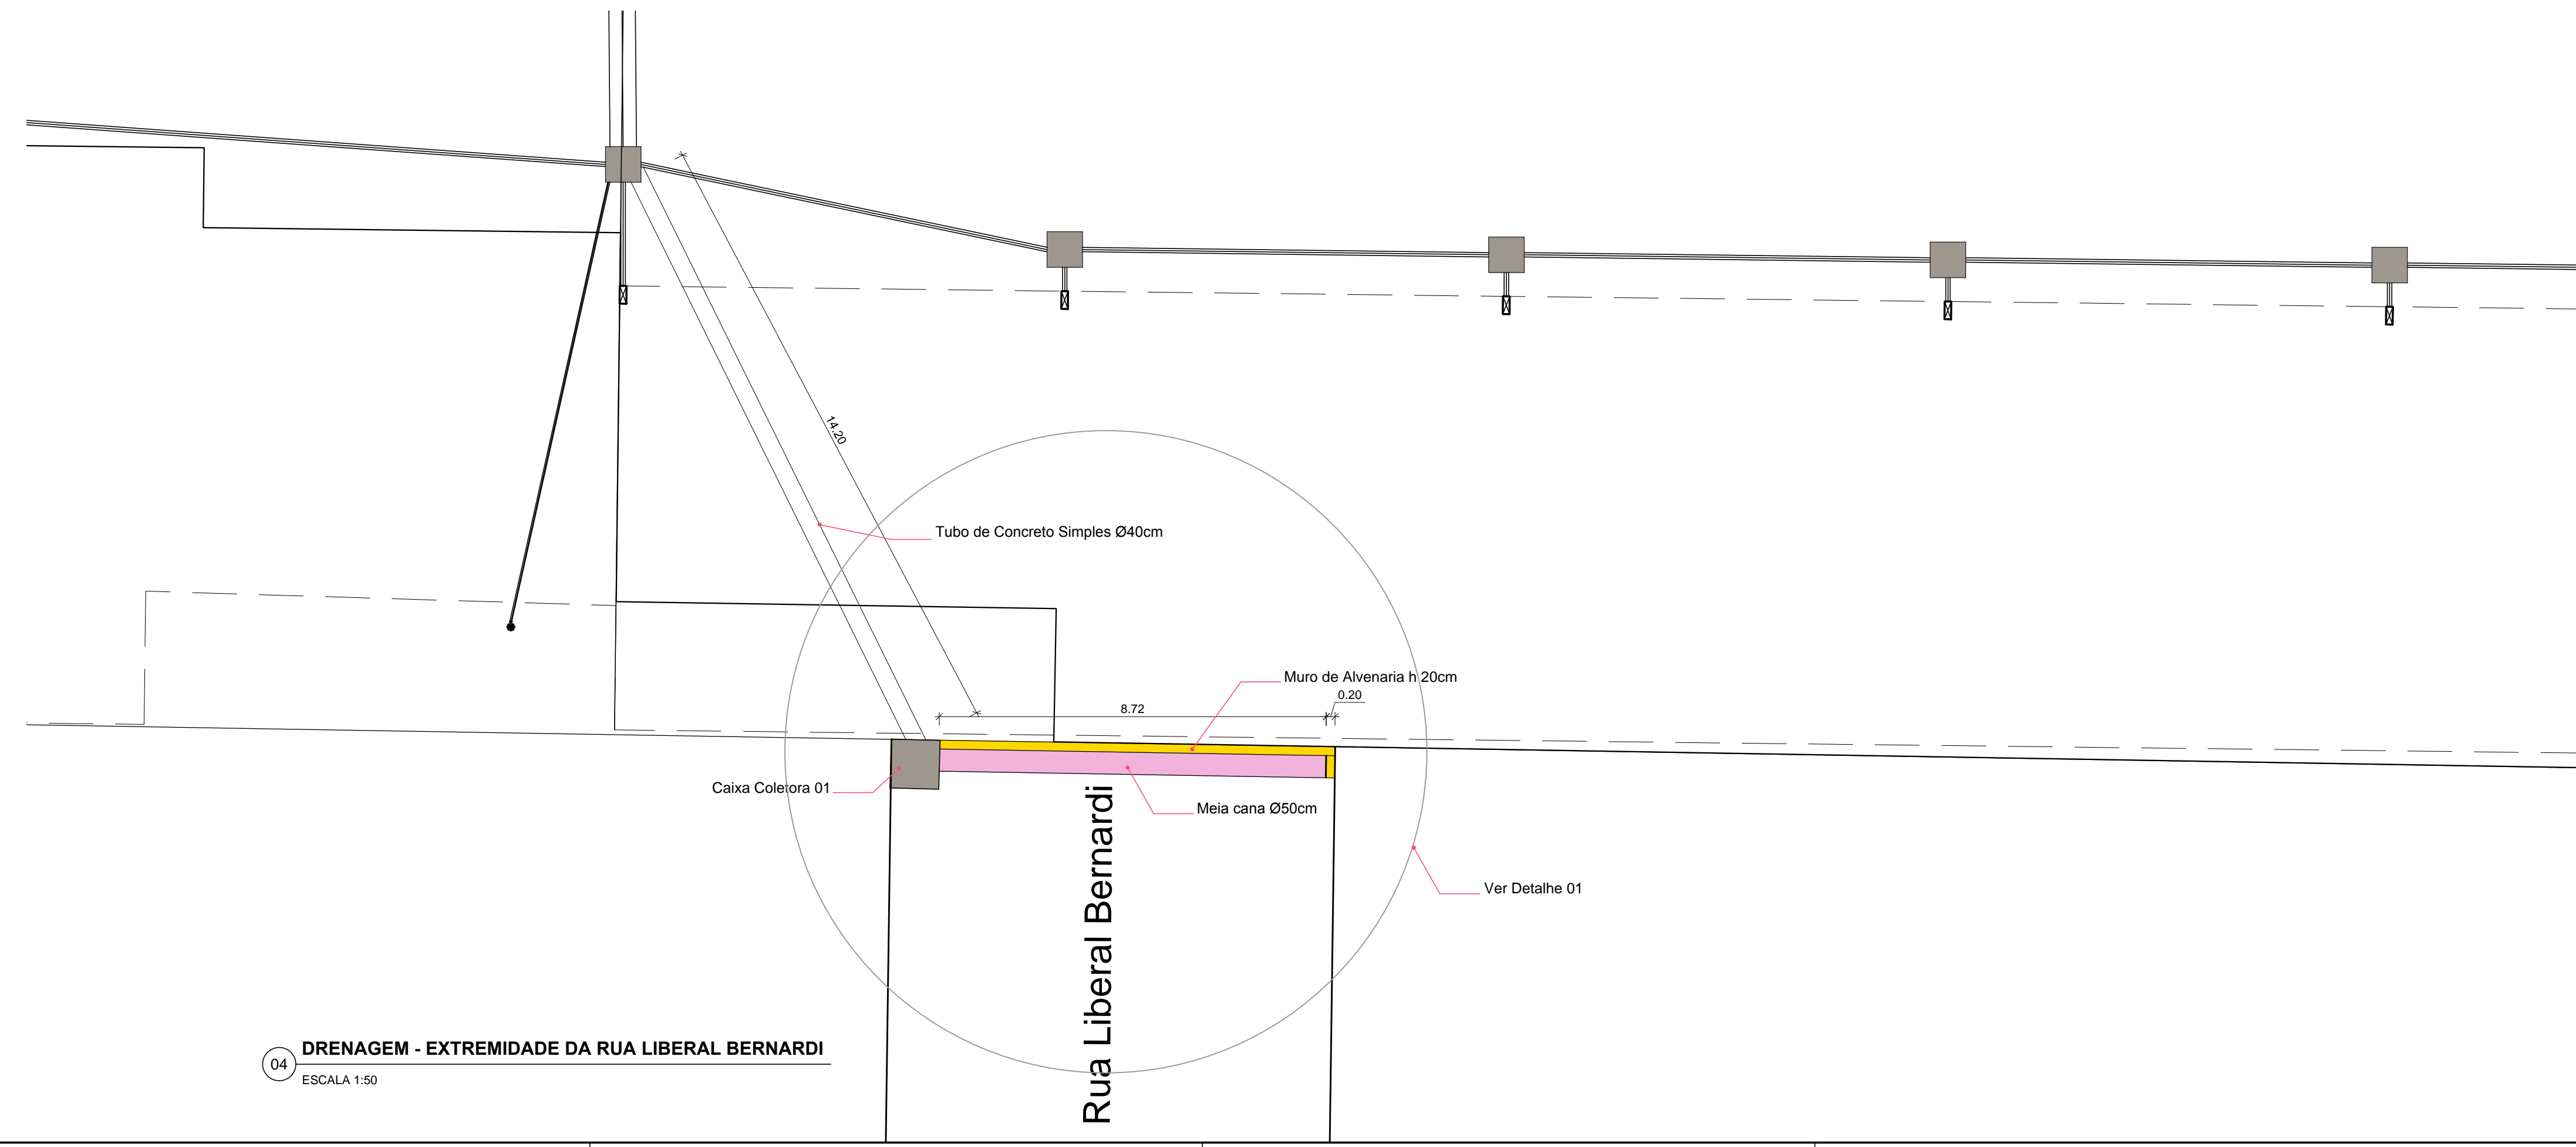 14.20
Tubo de Concreto Simples Ø40cm
Muro de Alvenaria h 20cm
0.20
8.72
Caixa Coletora 01
Meia cana Ø50cm
Rua Liberal Bernardi
Ver Detalhe 01
04
DRENAGEM - EXTREMIDADE DA RUA LIBERAL BERNARDI
ESCALA 1:50